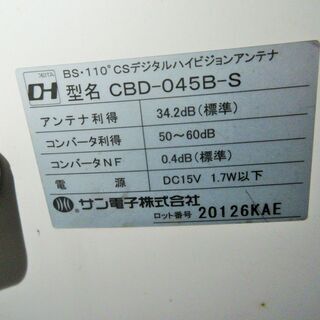 BS・110°CSデジタルハイビジョンアンテナ
DH 型名 CBD-045B-S
アンテナ利得 34.2dB(標準)
コンバータ利得 50～60dB
コンバータNF 0.4dB(標準)
電源 DC15V 1.7W以下
サン電子株式会社
ロット番号 20126KAE